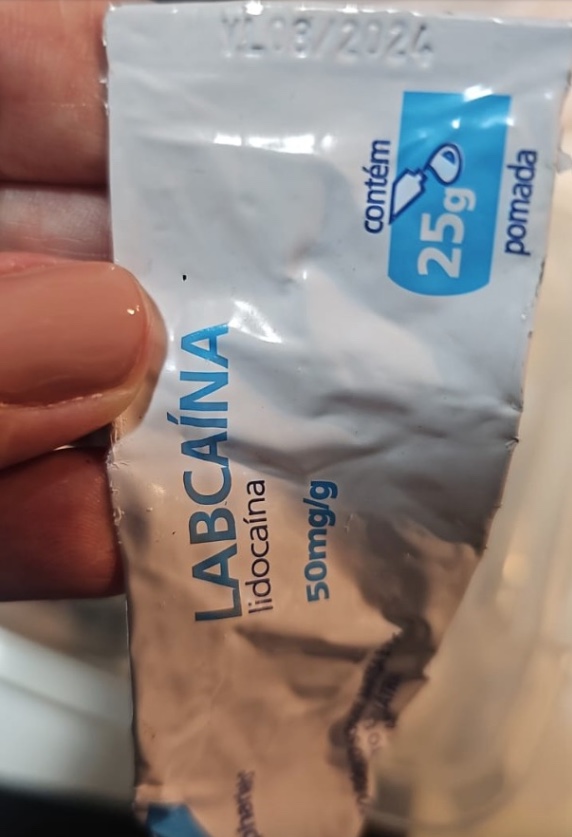 VL08/2024
contém
25g
pomada
LABCAÍNA
lidocaína
50mg/g